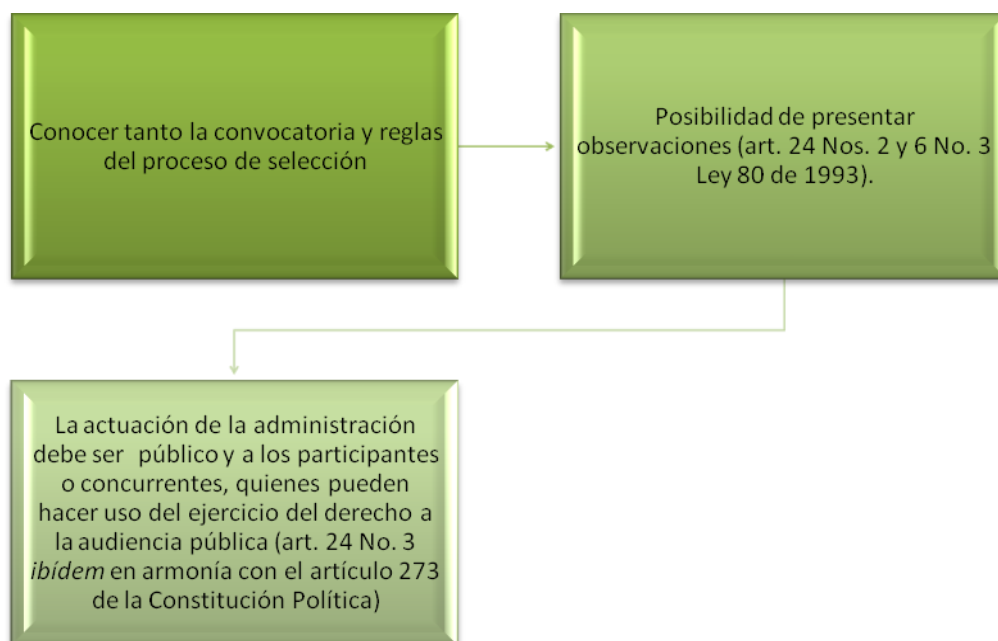 Conocer tanto la convocatoria y reglas
del proceso de selección
Posibilidad de presentar
observaciones (art. 24 Nos. 2 y 6 No. 3
Ley 80 de 1993).
La actuación de la administración
debe ser público y a los participantes
o concurrentes, quienes pueden
hacer uso del ejercicio del derecho a
la audiencia pública (art. 24 No. 3
ibídem en armonía con el artículo 273
de la Constitución Política)